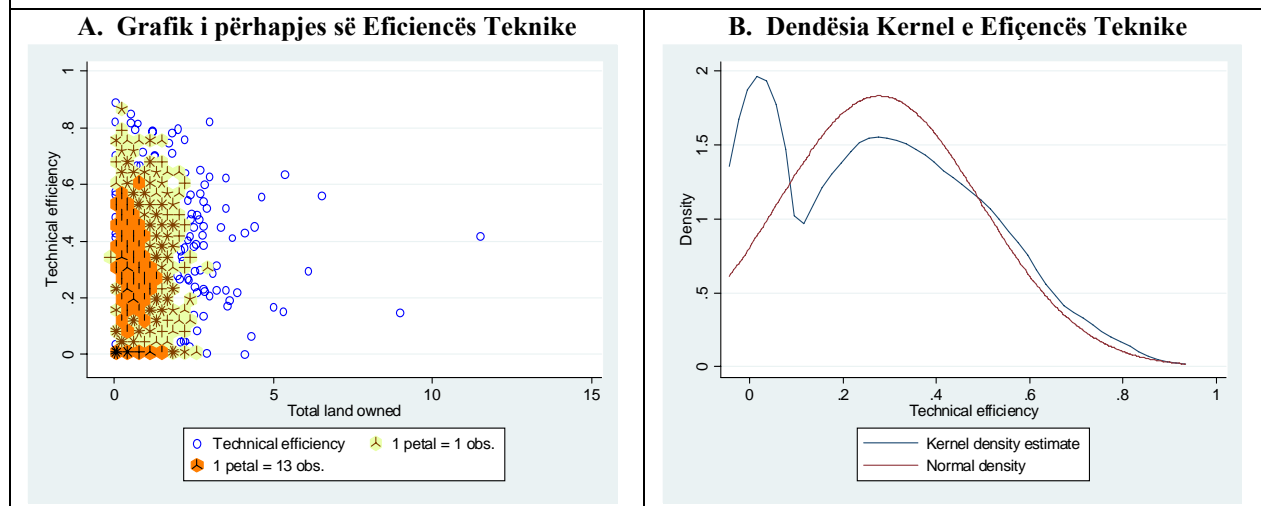 A. Grafik i përhapjes së Eficiencës Teknike
Technical efficiency
1
.8
.6
.4
.2
0
0 5 10 15
Total land owned
Technical efficiency 1 petal = 1 obs.
1 petal = 13 obs.
B. Dendësia Kernel e Efiçencës Teknike
Density
2
1.5
1
.5
0
0 .2 .4 .6 .8 1
Technical efficiency
Kernel density estimate
Normal density